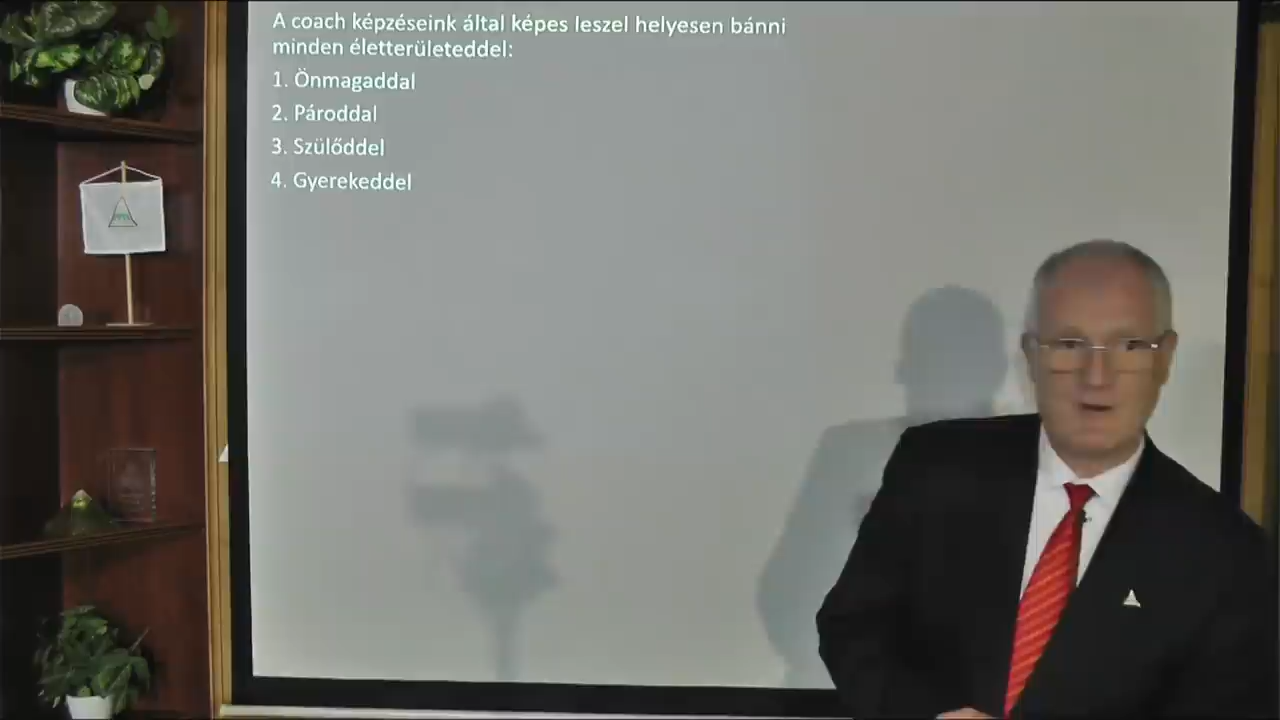 A coach képzéseink által képes leszel helyesen bánni
minden életterületeddel:
1. Önmagaddal
2. Pároddal
3. Szülőddel
4. Gyerekeddel